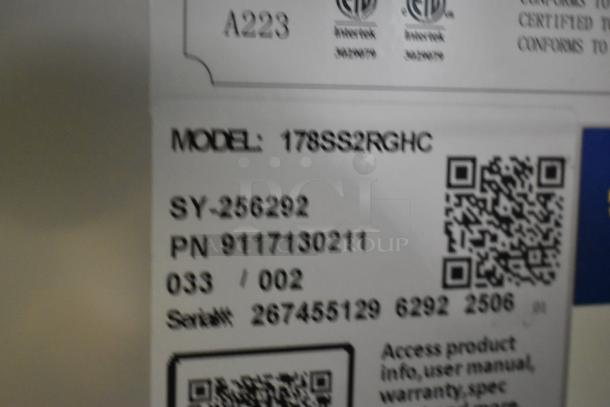 CONFORMS TO
A223
Intertek
Intertek
CERTIFIED TO
3029079
3029079
CONFORMS TO
MODEL: 178SS2RGHC
SY-256292
PN 9117130211
033 / 002
Serial#: 267455129 6292 2506 01
Access product
info, user manual,
warranty, spec